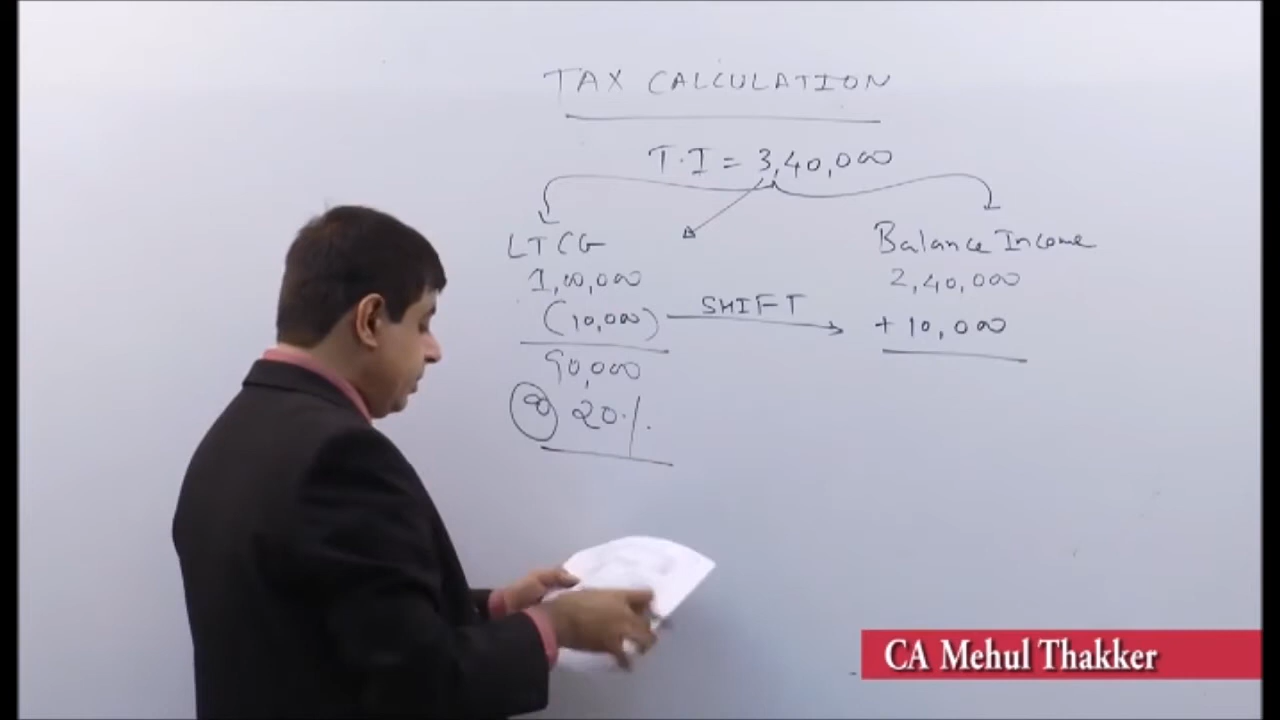 TAX CALCULATION
T.I = 3,40,000
LTCG
1,00,000
(10,000)
90,000
@ 20%
SHIFT
Balance Income
2,40,000
+ 10,000
CA Mehul Thakker